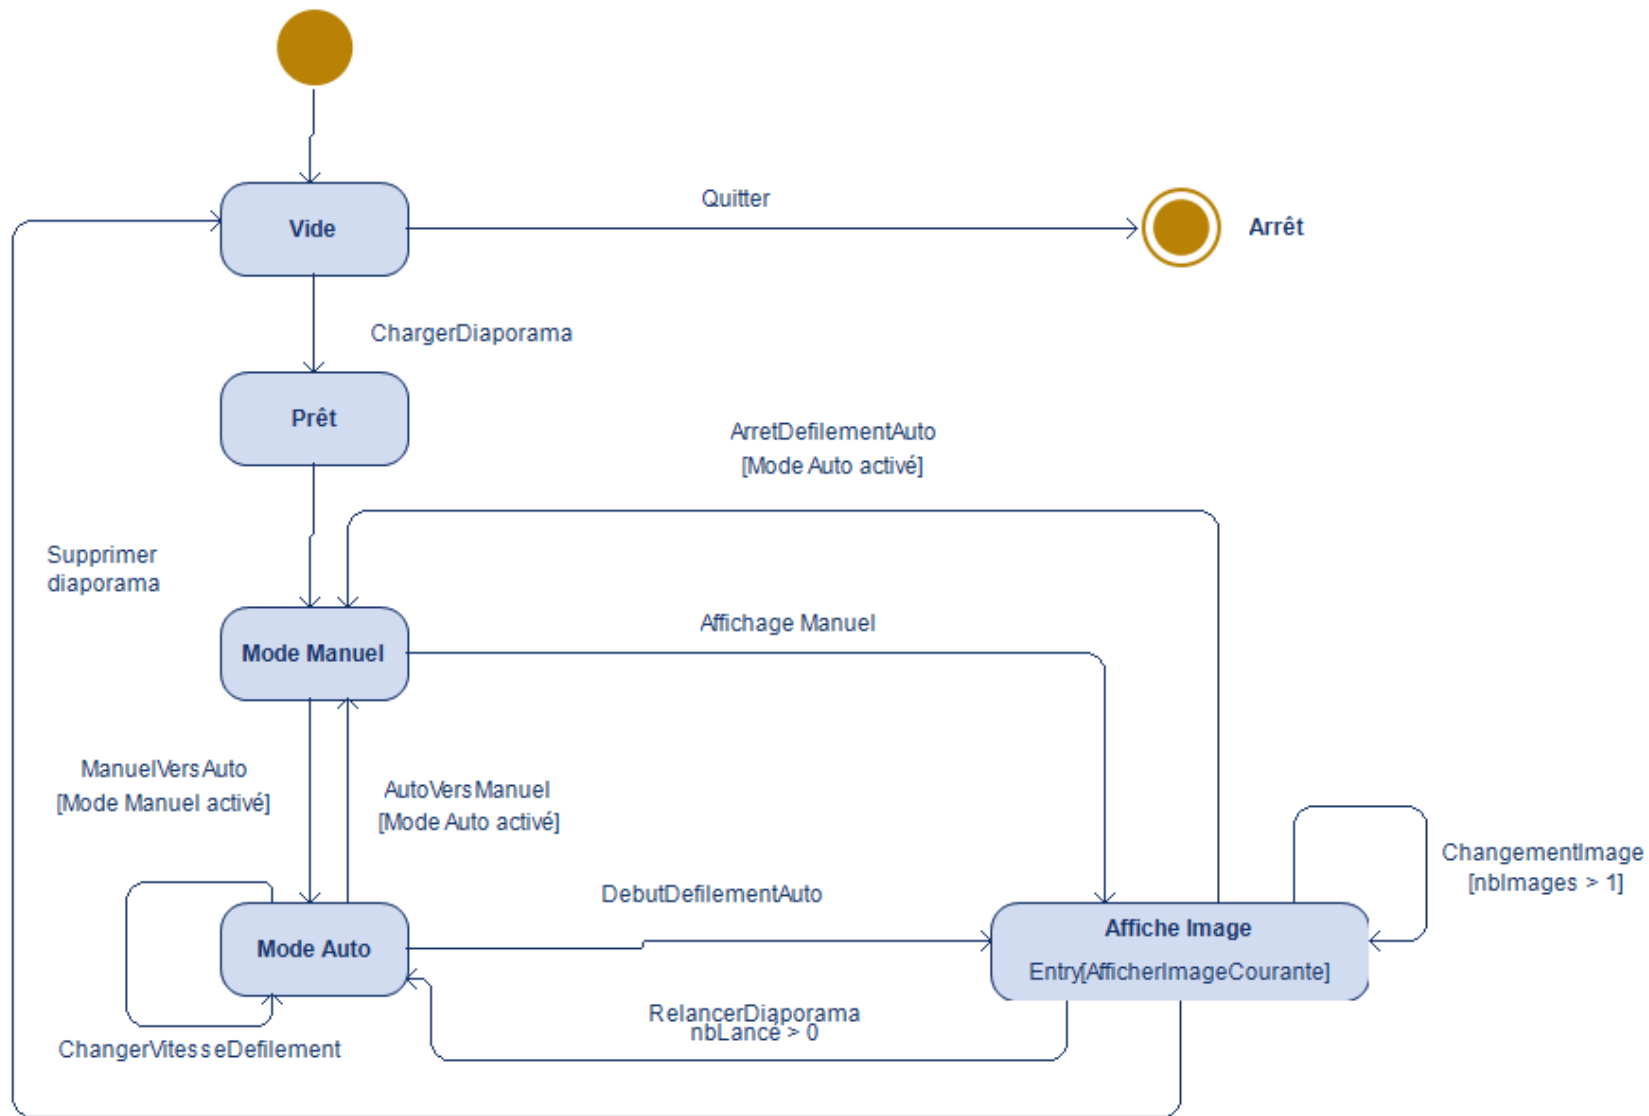 Quitter
Vide
Arrêt
ChargerDiaporama
Prêt
ArretDefilementAuto
[Mode Auto activé]
Supprimer
diaporama
Affichage Manuel
Mode Manuel
ManuelVersAuto
[Mode Manuel activé]
AutoVersManuel
[Mode Auto activé]
ChangementImage
[nbImages > 1]
DebutDefilementAuto
Mode Auto
Affiche Image
Entry[AfficherImageCourante]
RelancerDiaporama
nbLancé > 0
ChangerVitesseDefilement